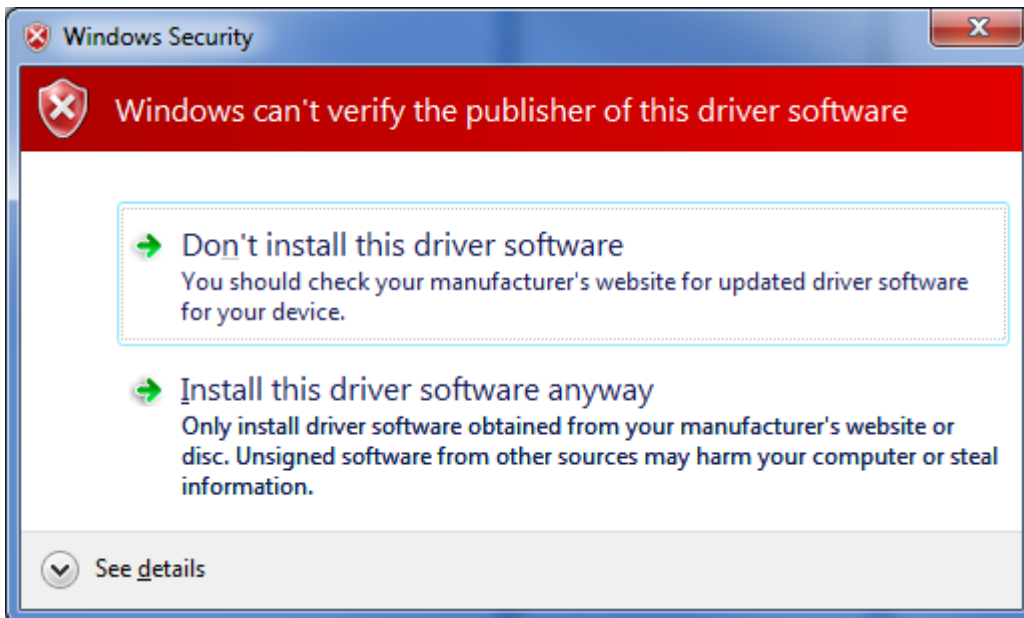 Windows Security
Windows can't verify the publisher of this driver software
Don't install this driver software
You should check your manufacturer's website for updated driver software
for your device.
Install this driver software anyway
Only install driver software obtained from your manufacturer's website or
disc. Unsigned software from other sources may harm your computer or steal
information.
See details